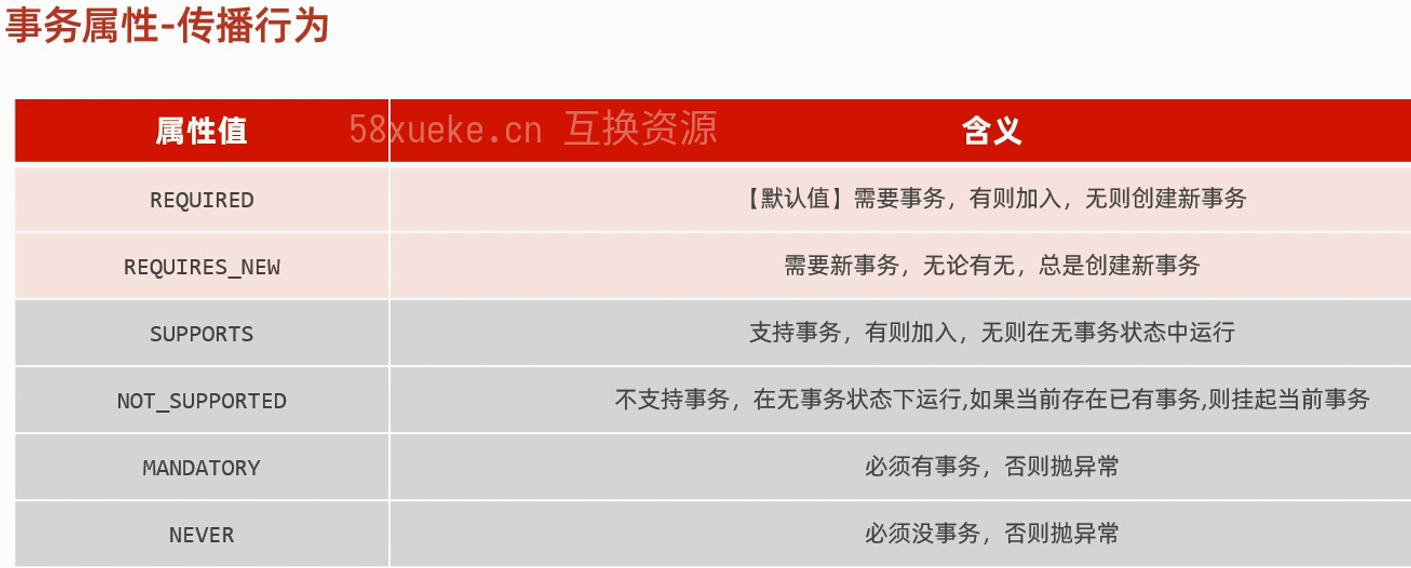 事务属性-传播行为
属性值 58xueke.cn 互换资源 含义
REQUIRED 【默认值】需要事务，有则加入，无则创建新事务
REQUIRES_NEW 需要新事务，无论有无，总是创建新事务
SUPPORTS 支持事务，有则加入，无则在无事务状态中运行
NOT_SUPPORTED 不支持事务，在无事务状态下运行,如果当前存在已有事务,则挂起当前事务
MANDATORY 必须有事务，否则抛异常
NEVER 必须没事务，否则抛异常